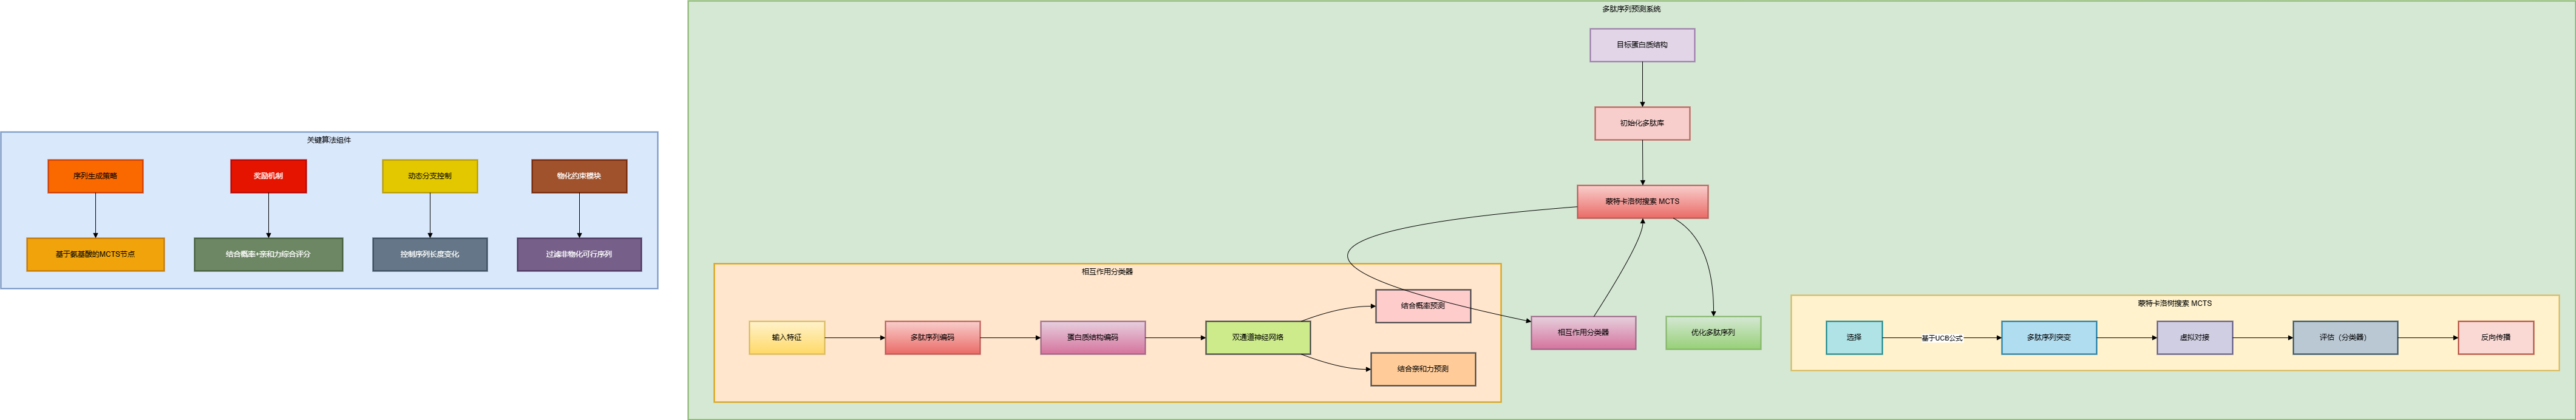 关键算法组件
序列生成策略
奖励机制
动态分支控制
物化约束模块
基于氨基酸的MCTS节点
结合概率+亲和力综合评分
控制序列长度变化
过滤非物化可行序列
多肽序列预测系统
目标蛋白质结构
初始化多肽库
蒙特卡洛树搜索 MCTS
相互作用分类器
输入特征
多肽序列编码
蛋白质结构编码
双通道神经网络
结合概率预测
结合亲和力预测
相互作用分类器
优化多肽序列
蒙特卡洛树搜索 MCTS
选择
基于UCB公式
多肽序列突变
虚拟对接
评估（分类器）
反向传播